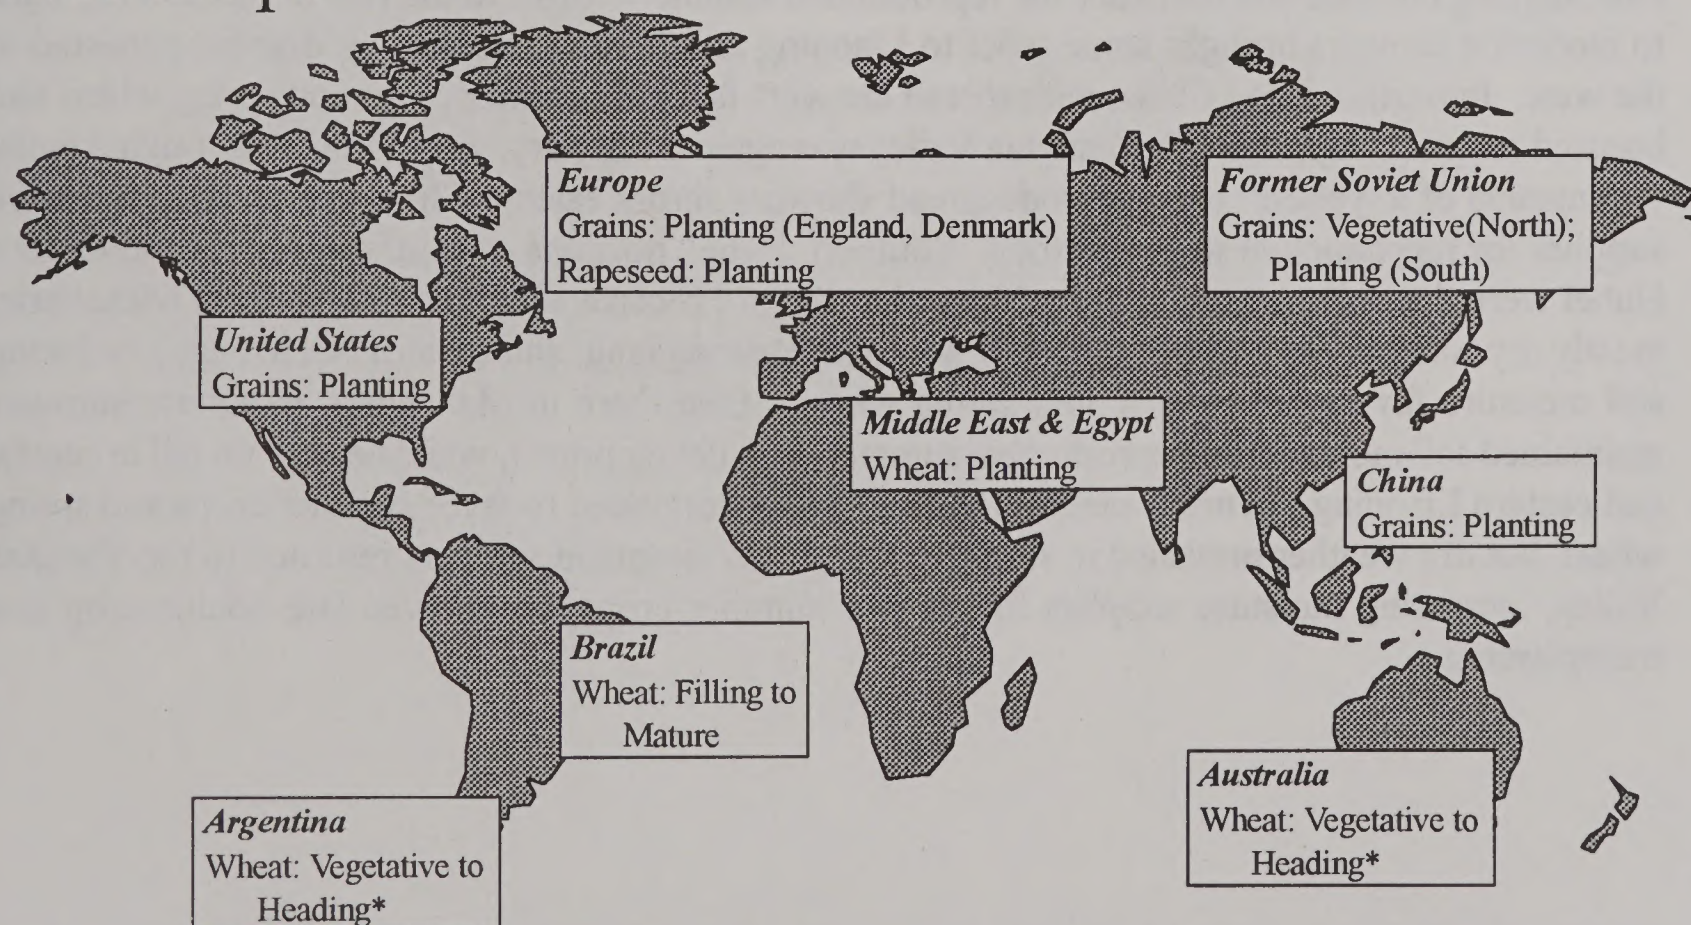 Europe
Grains: Planting (England, Denmark)
Rapeseed: Planting
Former Soviet Union
Grains: Vegetative(North);
Planting (South)
United States
Grains: Planting
Middle East & Egypt
Wheat: Planting
China
Grains: Planting
Brazil
Wheat: Filling to
Mature
Argentina
Wheat: Vegetative to
Heading*
Australia
Wheat: Vegetative to
Heading*